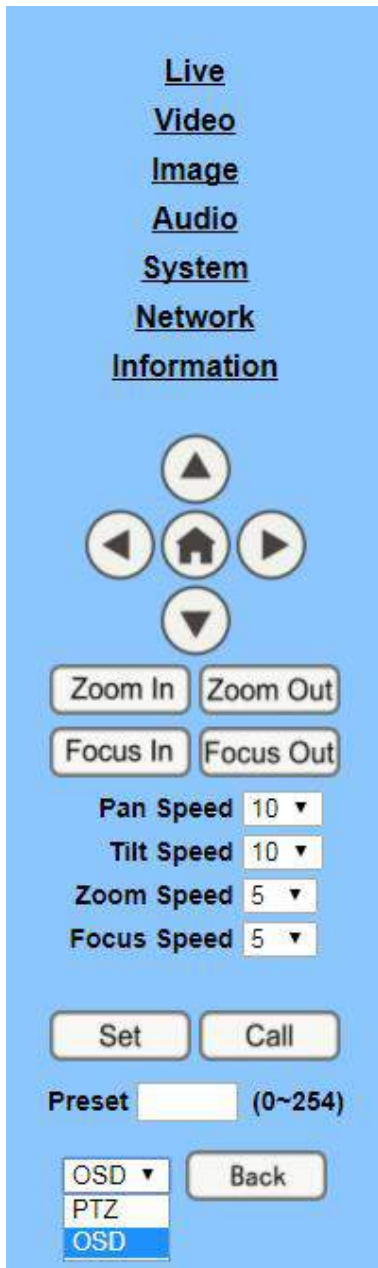 Live
Video
Image
Audio
System
Network
Information
Zoom In Zoom Out
Focus In Focus Out
Pan Speed 10
Tilt Speed 10
Zoom Speed 5
Focus Speed 5
Set Call
Preset (0~254)
OSD Back
PTZ
OSD